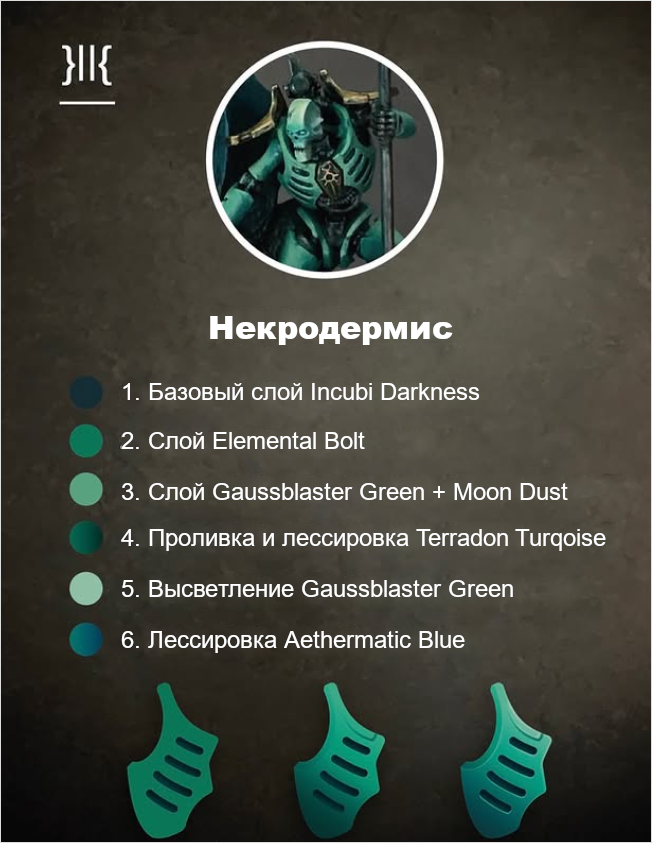 Некродермис
1. Базовый слой Incubi Darkness
2. Слой Elemental Bolt
3. Слой Gaussblaster Green + Moon Dust
4. Проливка и лессировка Terradon Turqoise
5. Высветление Gaussblaster Green
6. Лессировка Aethermatic Blue